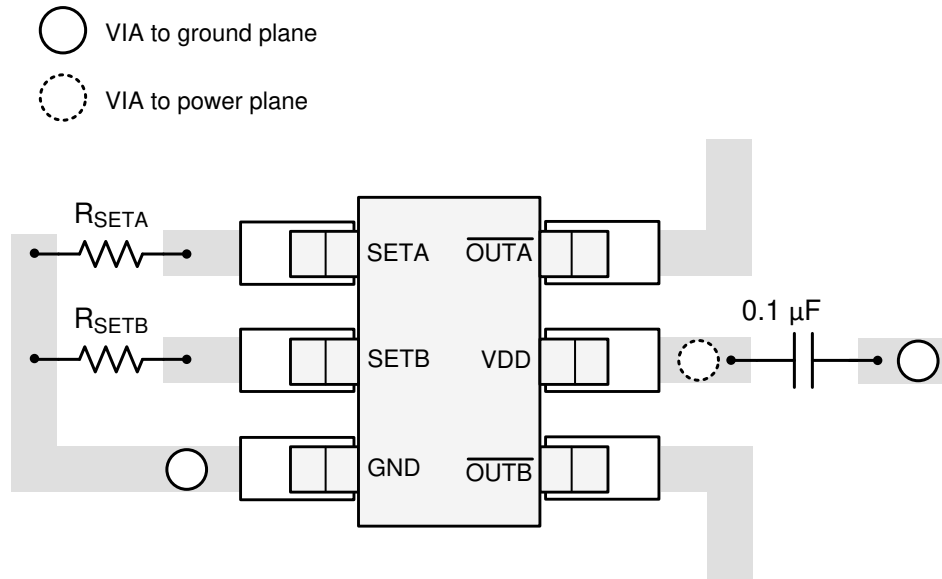 VIA to ground plane
VIA to power plane
RSETA
SETA
OUTA
RSETB
0.1 µF
SETB
VDD
GND
OUTB